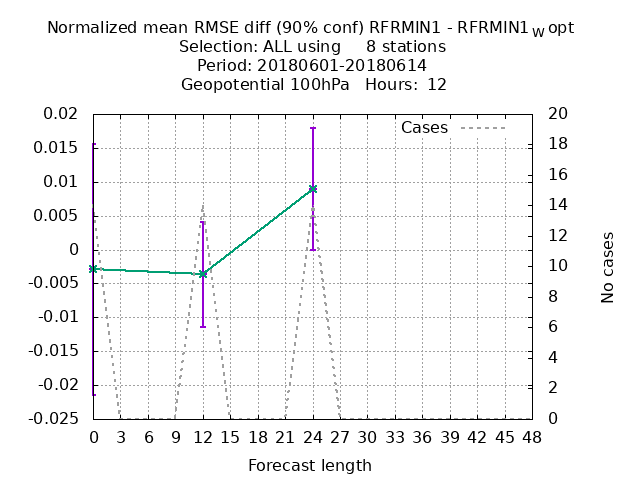 Normalized mean RMSE diff (90% conf) RFRMIN1 - RFRMIN1_W opt
Selection: ALL using 8 stations
Period: 20180601-20180614
Geopotential 100hPa Hours: 12
Cases
0.02
0.015
0.01
0.005
0
-0.005
-0.01
-0.015
-0.02
-0.025
20
18
16
14
12
10
8
6
4
2
0
No cases
0 3 6 9 12 15 18 21 24 27 30 33 36 39 42 45 48
Forecast length